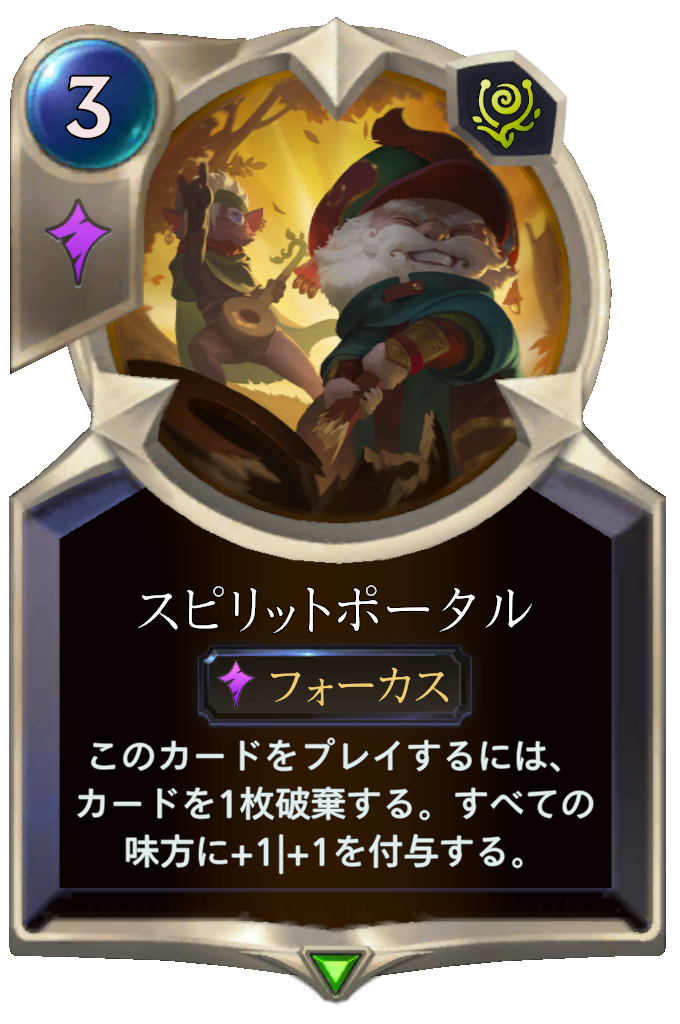 3
スピリットポータル
フォーカス
このカードをプレイするには、
カードを1枚破棄する。すべての
味方に+1|+1を付与する。